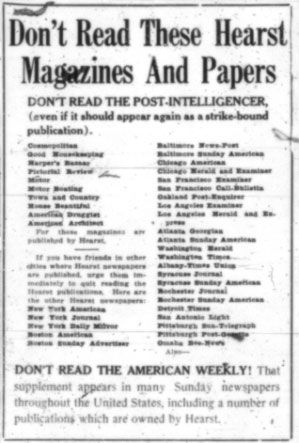 Don't Read These Hearst
Magazines And Papers
DON'T READ THE POST-INTELLIGENCER,
(even if it should appear again as a strike-bound
publication).
Cosmopolitan
Good Housekeeping
Harper's Bazaar
Pictorial Review
Motor
Motor Boating
Town and Country
House Beautiful
American Druggist
American Architect
For these magazines are
published by Hearst.
If you have friends in other
cities where Hearst newspapers
are published, urge them im-
mediately to quit reading the
Hearst publications. Here are
the other Hearst newspapers:
New York American
New York Journal
New York Daily Mirror
Boston American
Boston Sunday Advertiser
Baltimore News-Post
Baltimore Sunday American
Chicago American
Chicago Herald and Examiner
San Francisco Examiner
San Francisco Call-Bulletin
Oakland Post-Enquirer
Los Angeles Examiner
Los Angeles Herald and Ex-
press
Atlanta Georgian
Atlanta Sunday American
Washington Herald
Washington Times
Albany Times-Union
Syracuse Journal
Syracuse Sunday American
Rochester Journal
Rochester Sunday American
Detroit Times
San Antonio Light
Pittsburgh Sun-Telegraph
Pittsburgh
Omaha Bee-News
Also—
DON'T READ THE AMERICAN WEEKLY! That
supplement appears in many Sunday newspapers
throughout the United States, including a number of
publications which are owned by Hearst.